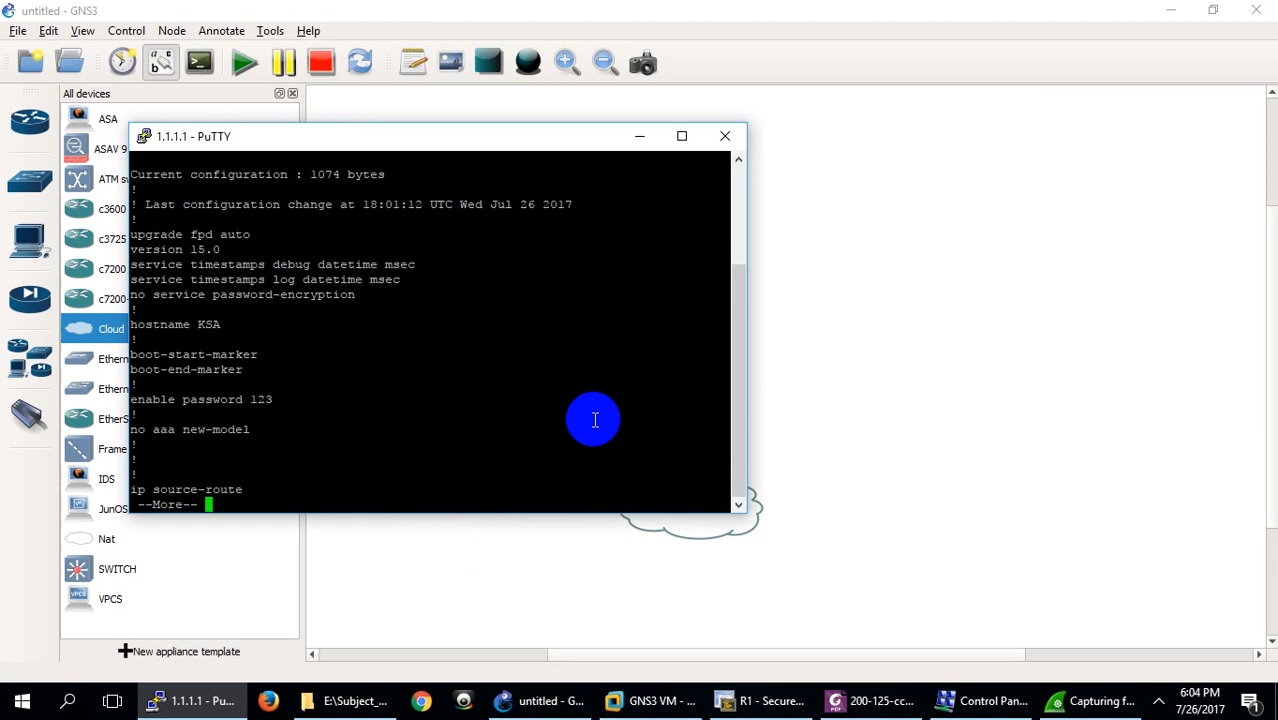 untitled - GNS3
File Edit View Control Node Annotate Tools Help
All devices
ASA
ASAV 9
ATM sw
c3600
c3725
c7200
c7200-
Cloud
Ethern
Ethern
EtherS
Frame
IDS
JunOS
Nat
SWITCH
VPCS
New appliance template
1.1.1.1 - PuTTY
Current configuration : 1074 bytes
!
! Last configuration change at 18:01:12 UTC Wed Jul 26 2017
!
upgrade fpd auto
version 15.0
service timestamps debug datetime msec
service timestamps log datetime msec
no service password-encryption
!
hostname KSA
!
boot-start-marker
boot-end-marker
!
enable password 123
!
no aaa new-model
!
!
!
ip source-route
--More--
1.1.1.1 - Pu...
E:\Subject_...
untitled - G...
GNS3 VM - ...
R1 - Secure...
200-125-cc...
Control Pan...
Capturing f...
6:04 PM
7/26/2017